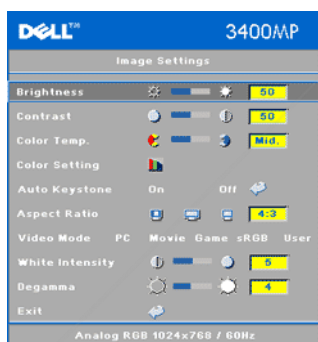 DELL™ 3400MP
Image Settings
Brightness 50
Contrast 50
Color Temp. Mid.
Color Setting
Auto Keystone On Off
Aspect Ratio 4:3
Video Mode PC Movie Game sRGB User
White Intensity 5
Degamma 4
Exit
Analog RGB 1024x768 / 60Hz